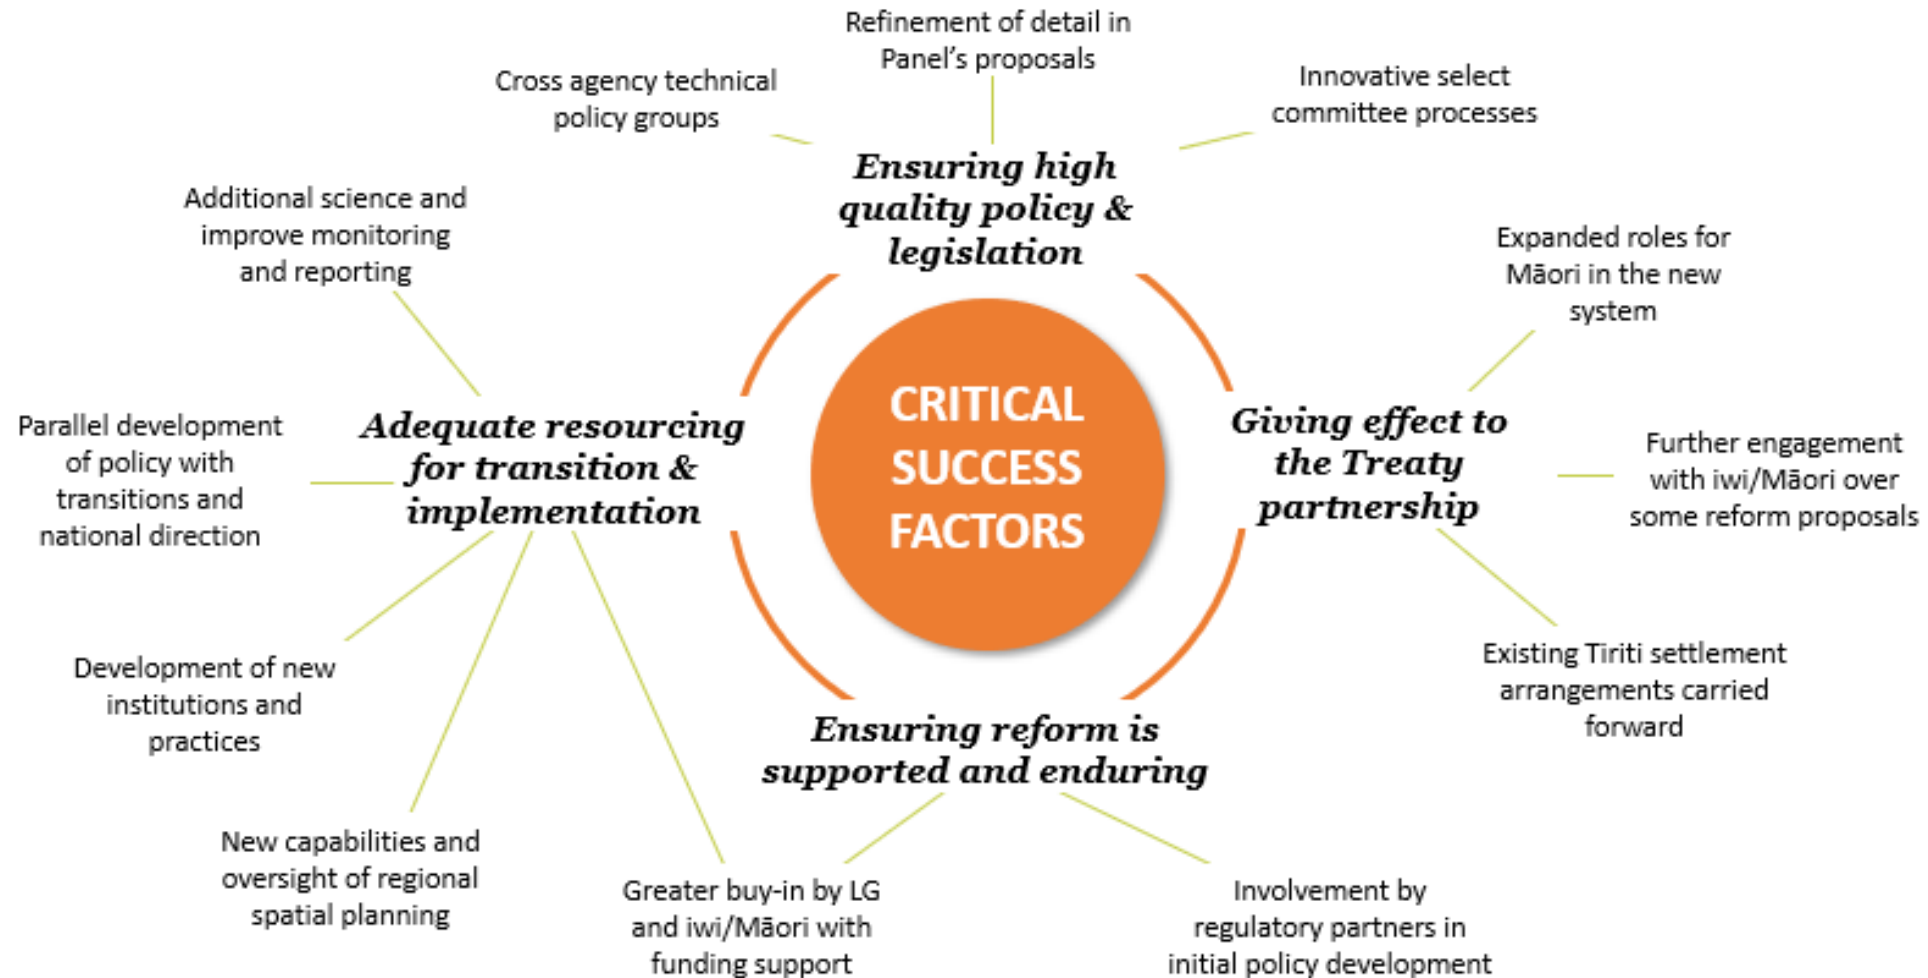 Refinement of detail in
Panel's proposals
Cross agency technical
policy groups
Innovative select
committee processes
Ensuring high
quality policy &
legislation
Additional science and
improve monitoring
and reporting
Expanded roles for
Māori in the new
system
CRITICAL
SUCCESS
FACTORS
Adequate resourcing
for transition &
implementation
Giving effect to
the Treaty
partnership
Parallel development
of policy with
transitions and
national direction
Further engagement
with iwi/Māori over
some reform proposals
Development of new
institutions and
practices
Existing Tiriti settlement
arrangements carried
forward
Ensuring reform is
supported and enduring
New capabilities and
oversight of regional
spatial planning
Greater buy-in by LG
and iwi/Māori with
funding support
Involvement by
regulatory partners in
initial policy development